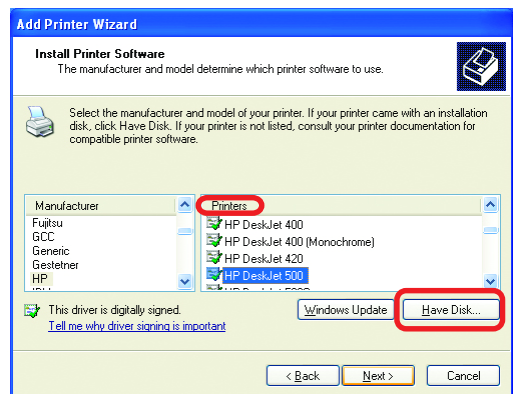 Add Printer Wizard
Install Printer Software
The manufacturer and model determine which printer software to use.
Select the manufacturer and model of your printer. If your printer came with an installation
disk, click Have Disk. If your printer is not listed, consult your printer documentation for
compatible printer software.
Manufacturer
Fujitsu
GCC
Generic
Gestetner
HP
Printers
HP DeskJet 400
HP DeskJet 400 (Monochrome)
HP DeskJet 420
HP DeskJet 500
This driver is digitally signed.
Tell me why driver signing is important
Windows Update
Have Disk...
< Back
Next >
Cancel